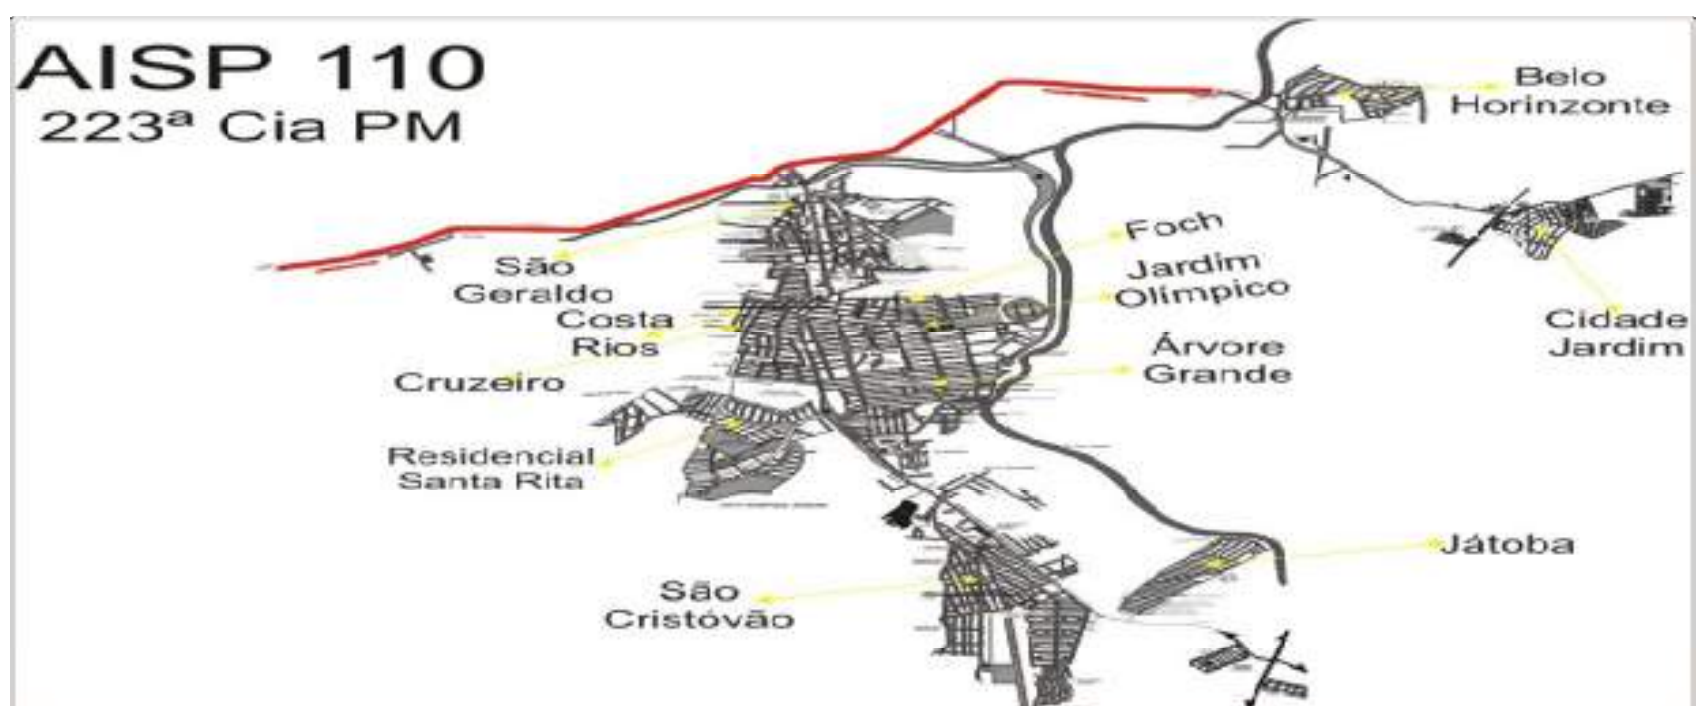 AISP 110
223ª Cia PM
Belo
Horinzonte
Foch
São
Geraldo
Jardim
Olímpico
Costa
Rios
Cidade
Jardim
Árvore
Grande
Cruzeiro
Residencial
Santa Rita
Játoba
São
Cristóvão